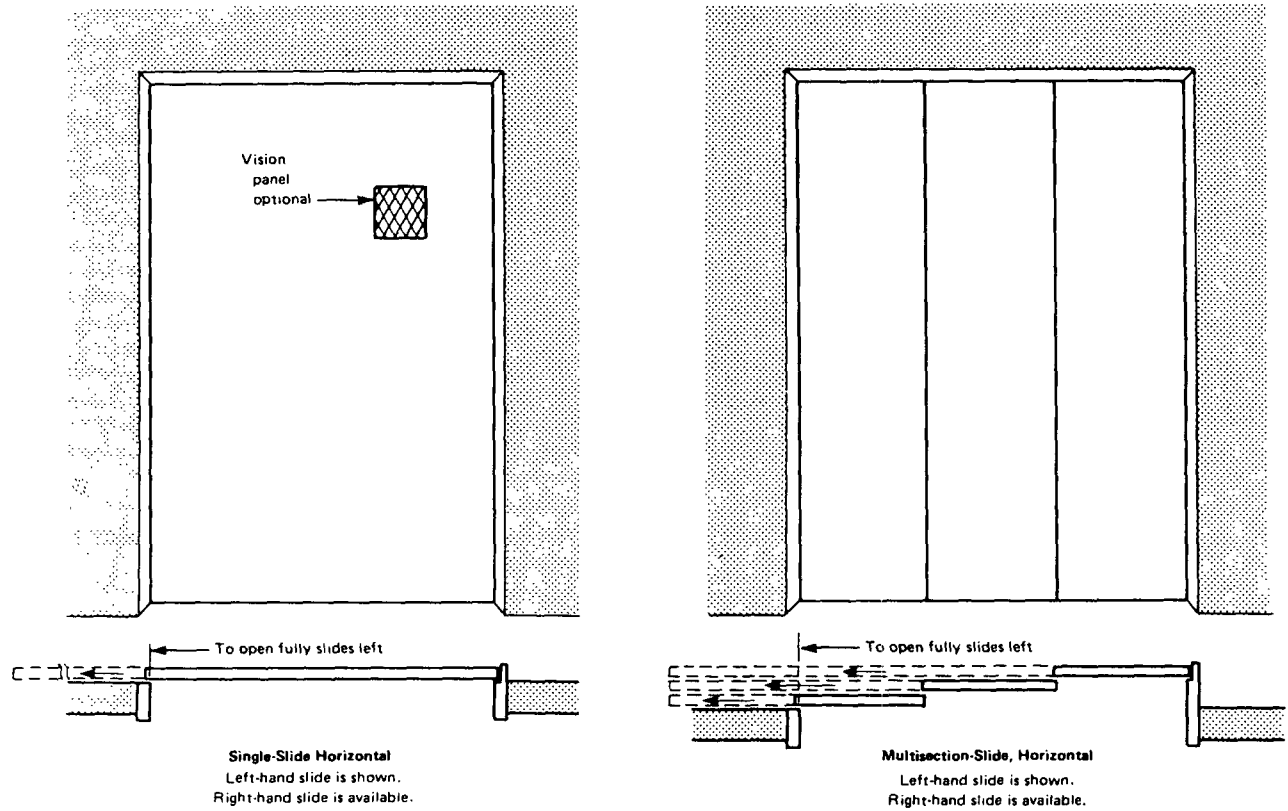 Vision
panel
optional
To open fully slides left
Single-Slide Horizontal
Left-hand slide is shown.
Right-hand slide is available.
To open fully slides left
Multisection-Slide, Horizontal
Left-hand slide is shown.
Right-hand slide is available.